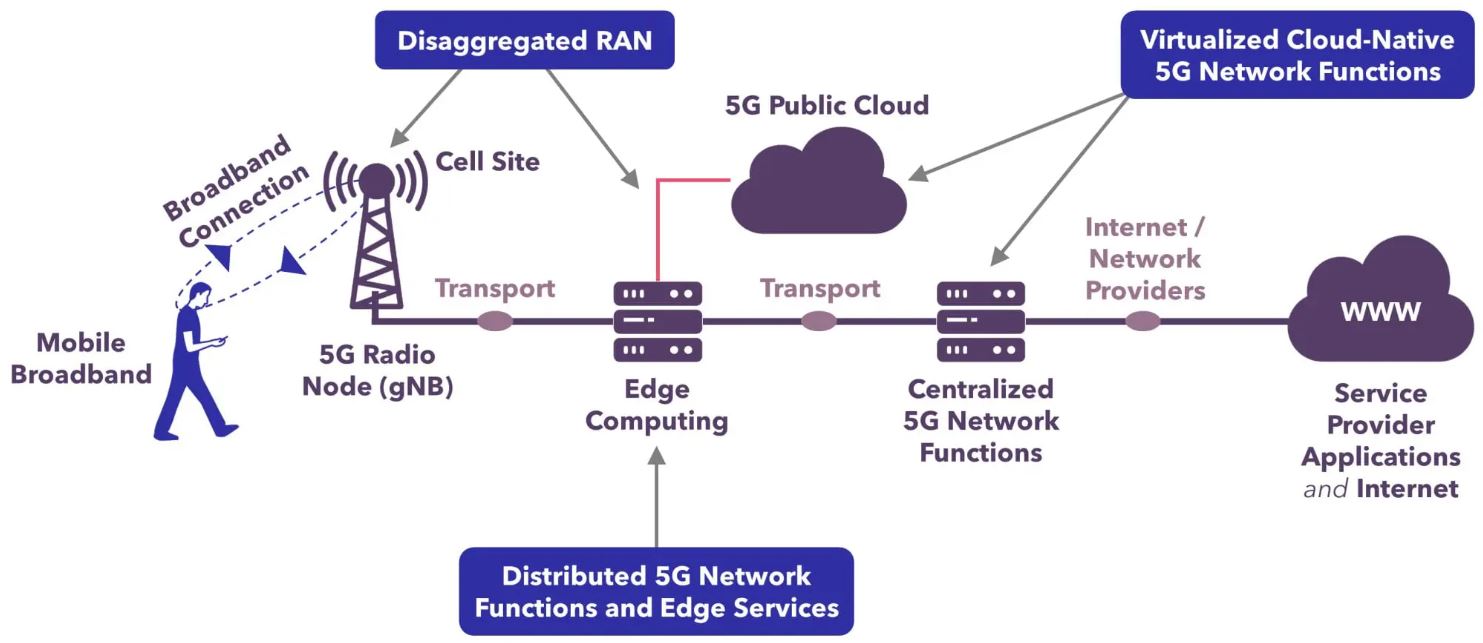 Disaggregated RAN
Virtualized Cloud-Native
5G Network Functions
5G Public Cloud
Cell Site
Broadband
Connection
Internet /
Network
Providers
Transport
Transport
www
Mobile
Broadband
5G Radio
Node (gNB)
Edge
Computing
Centralized
5G Network
Functions
Service
Provider
Applications
and Internet
Distributed 5G Network
Functions and Edge Services